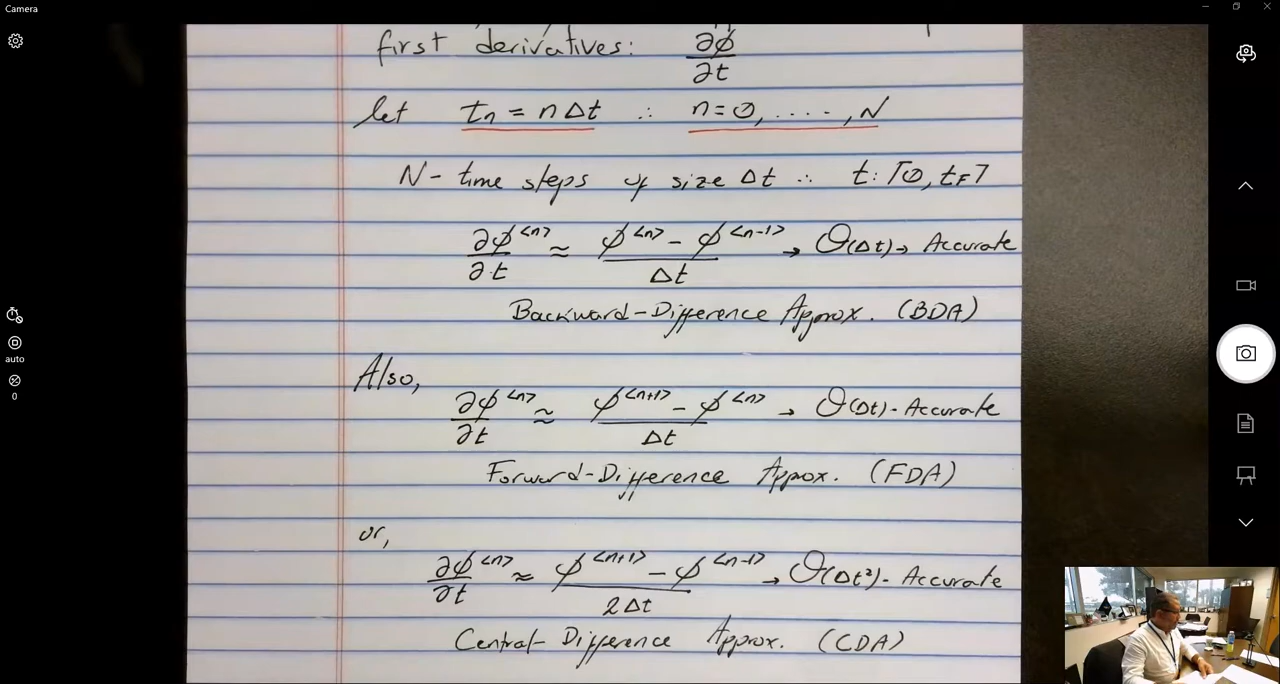 Camera
first derivatives: ∂φ/∂t
let tn = n Δt ∴ n=0, ....., N
N - time steps of size Δt ∴ t: [0, tF]
∂φ^<n>/∂t ≈ (φ^<n> - φ^<n-1>)/Δt → O(Δt) → Accurate
Backward-Difference Approx. (BDA)
Also,
∂φ^<n>/∂t ≈ (φ^<n+1> - φ^<n>)/Δt → O(Δt) - Accurate
Forward-Difference Approx. (FDA)
or,
∂φ^<n>/∂t ≈ (φ^<n+1> - φ^<n-1>)/2Δt → O(Δt²) - Accurate
Central-Difference Approx. (CDA)
auto
0